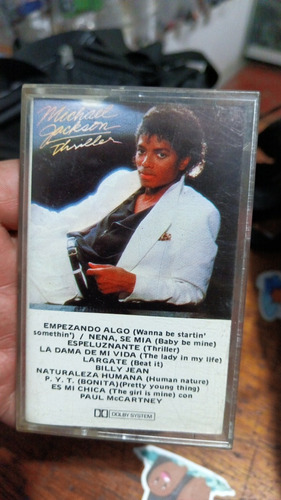 Michael
Jackson
Thriller
EMPEZANDO ALGO (Wanna be startin'
somethin') / NENA, SE MIA (Baby be mine)
ESPELUZNANTE (Thriller)
LA DAMA DE MI VIDA (The lady in my life)
LARGATE (Beat it)
BILLY JEAN
NATURALEZA HUMANA (Human nature)
P. Y. T. (BONITA)(Pretty young thing)
ES MI CHICA (The girl is mine) con
PAUL McCARTNEY
DOLBY SYSTEM